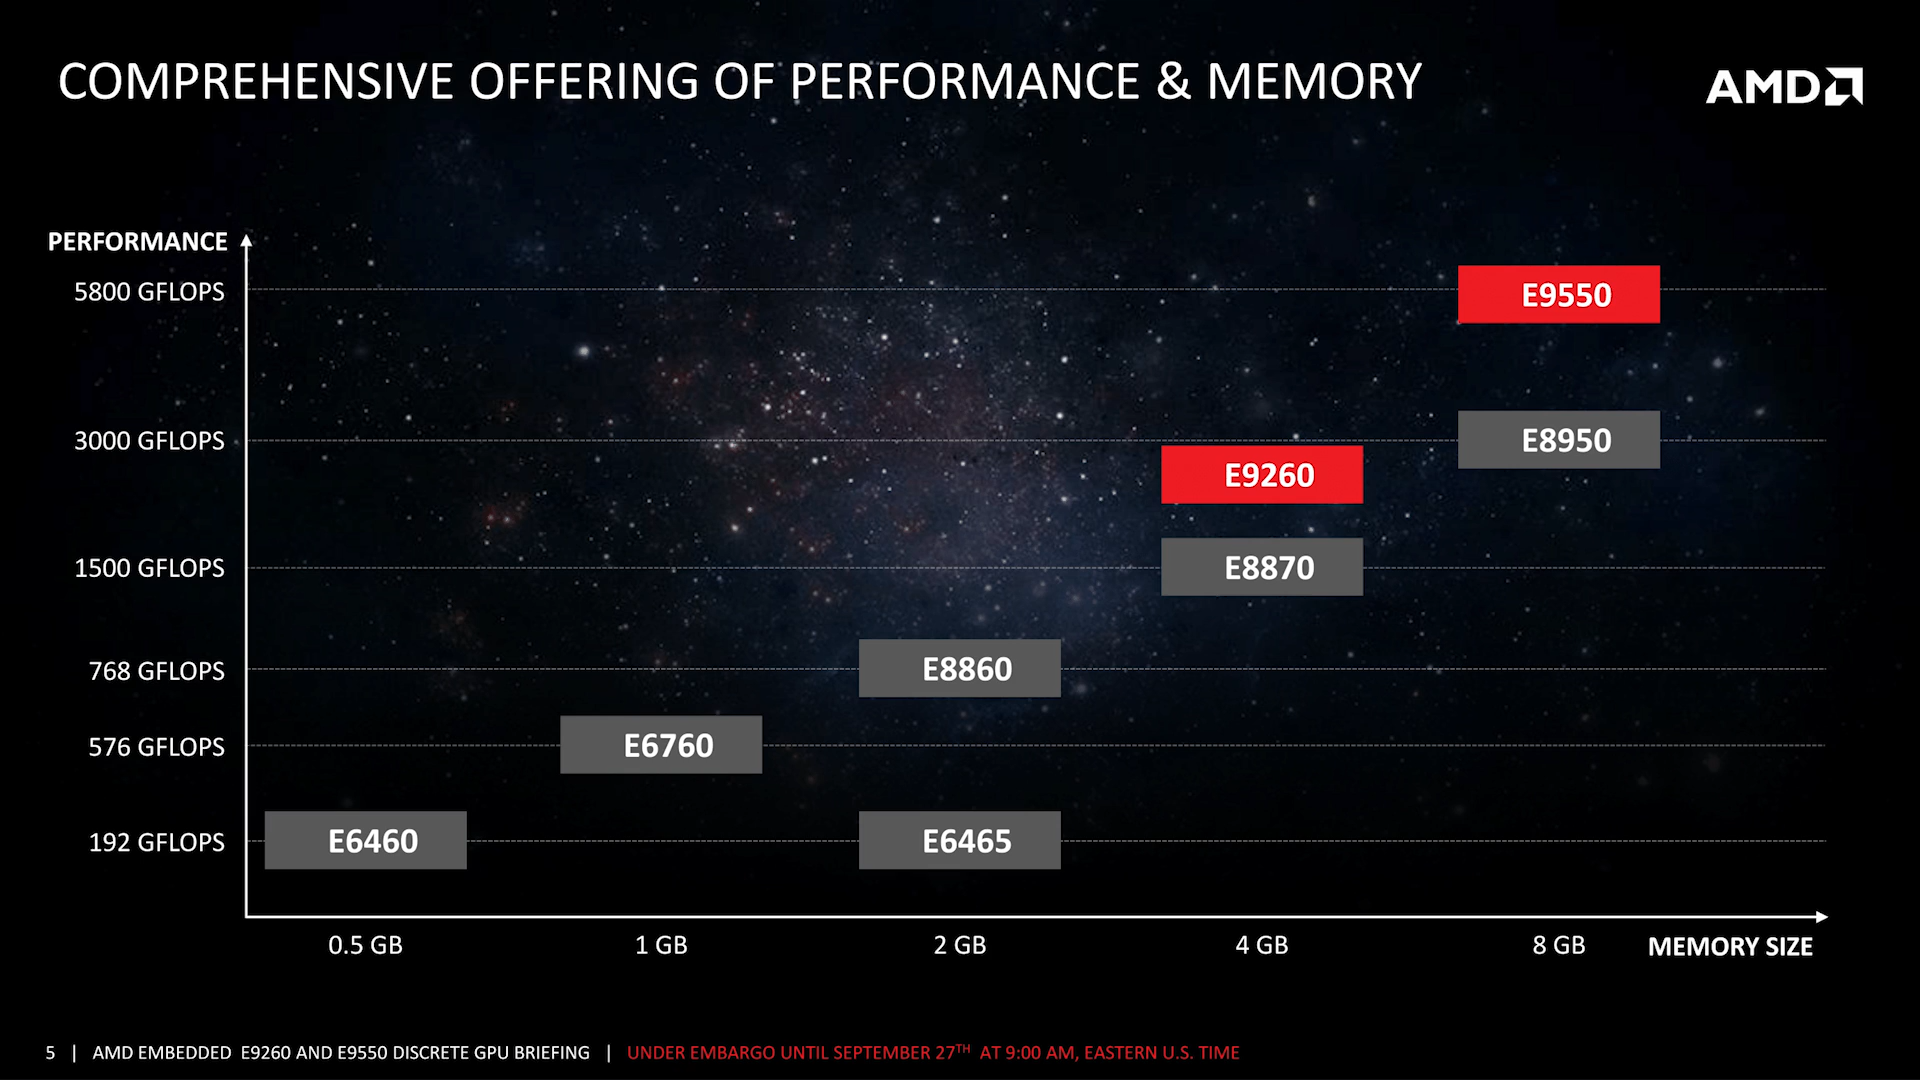 COMPREHENSIVE OFFERING OF PERFORMANCE & MEMORY
AMD
PERFORMANCE
5800 GFLOPS
E9550
3000 GFLOPS
E8950
E9260
1500 GFLOPS
E8870
768 GFLOPS
E8860
576 GFLOPS
E6760
192 GFLOPS
E6460
E6465
0.5 GB
1 GB
2 GB
4 GB
8 GB
MEMORY SIZE
5 | AMD EMBEDDED E9260 AND E9550 DISCRETE GPU BRIEFING | UNDER EMBARGO UNTIL SEPTEMBER 27TH AT 9:00 AM, EASTERN U.S. TIME